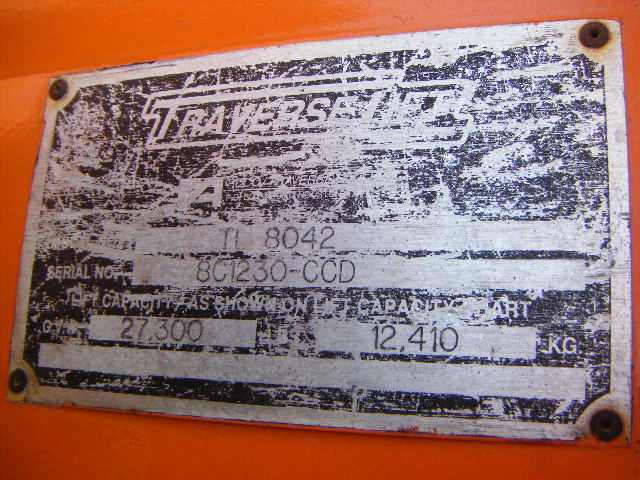 TRAVERSE LIFT
TL 8042
SERIAL NO. 8C1230-CCD
LIFT CAPACITY AS SHOWN ON LIFT CAPACITY CHART
G.V.W. 27,300 LBS 12,410 KG.